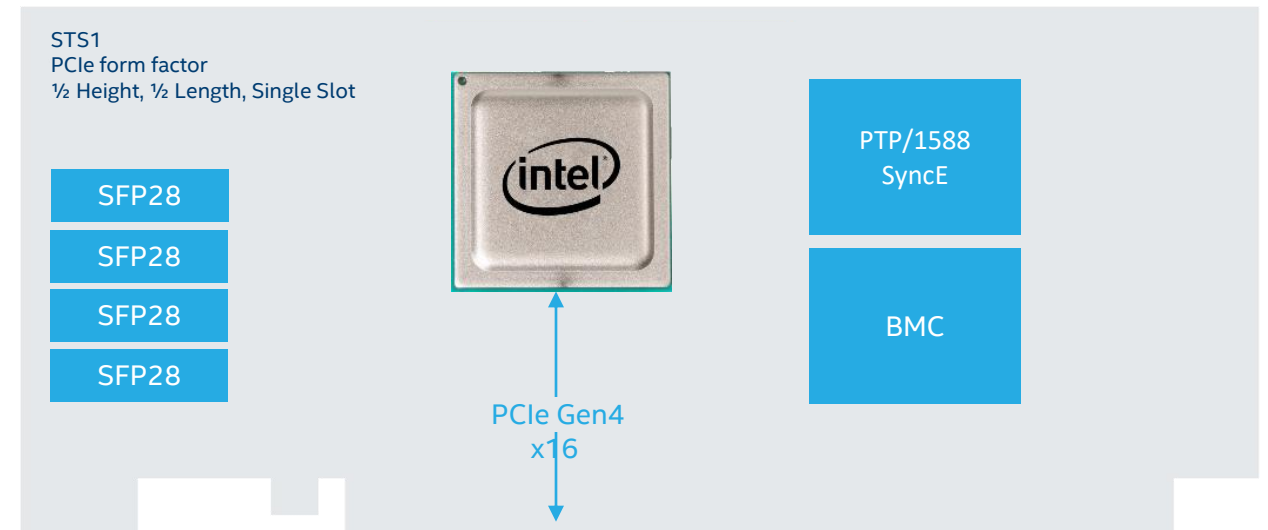 STS1
PCIe form factor
½ Height, ½ Length, Single Slot
intel
PTP/1588
SyncE
SFP28
SFP28
SFP28
SFP28
BMC
PCIe Gen4
x16